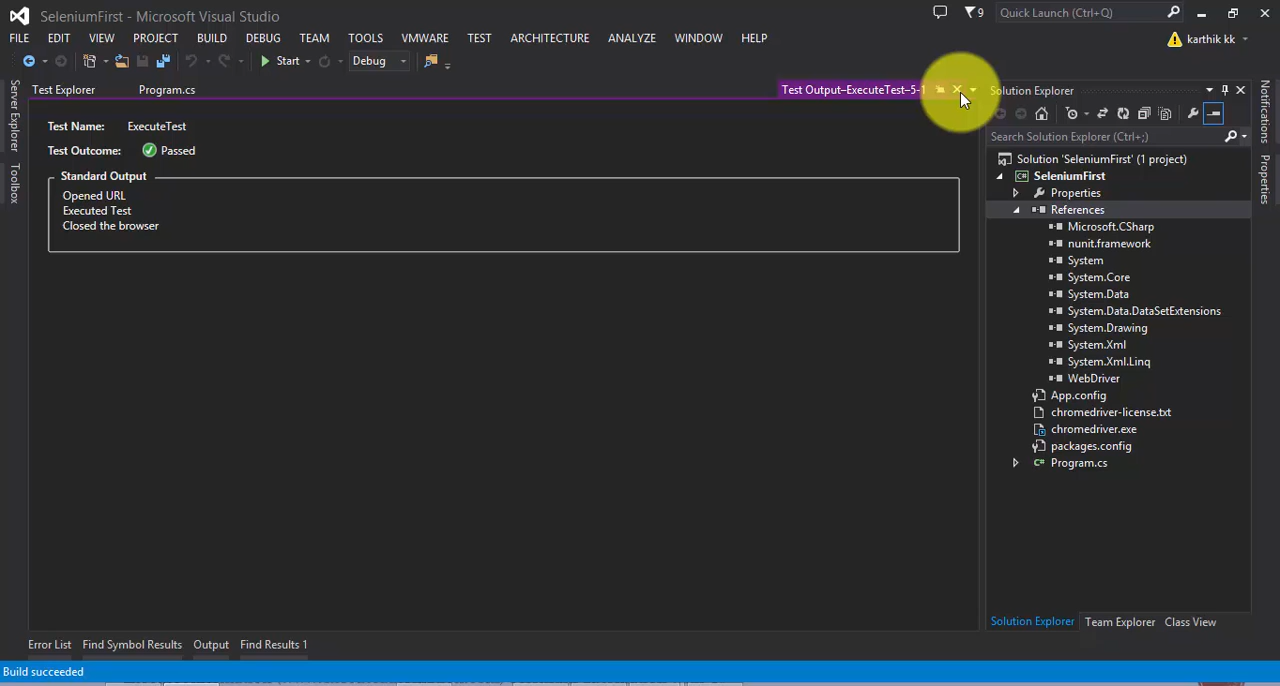 SeleniumFirst - Microsoft Visual Studio
9
Quick Launch (Ctrl+Q)
FILE EDIT VIEW PROJECT BUILD DEBUG TEAM TOOLS VMWARE TEST ARCHITECTURE ANALYZE WINDOW HELP
karthik kk
Start
Debug
Server Explorer
Toolbox
Test Explorer
Program.cs
Test Output–ExecuteTest–5-1
Test Name: ExecuteTest
Test Outcome: Passed
Standard Output
Opened URL
Executed Test
Closed the browser
Solution Explorer
Search Solution Explorer (Ctrl+;)
Solution 'SeleniumFirst' (1 project)
SeleniumFirst
Properties
References
Microsoft.CSharp
nunit.framework
System
System.Core
System.Data
System.Data.DataSetExtensions
System.Drawing
System.Xml
System.Xml.Linq
WebDriver
App.config
chromedriver-license.txt
chromedriver.exe
packages.config
Program.cs
Solution Explorer Team Explorer Class View
Notifications
Properties
Error List Find Symbol Results Output Find Results 1
Build succeeded